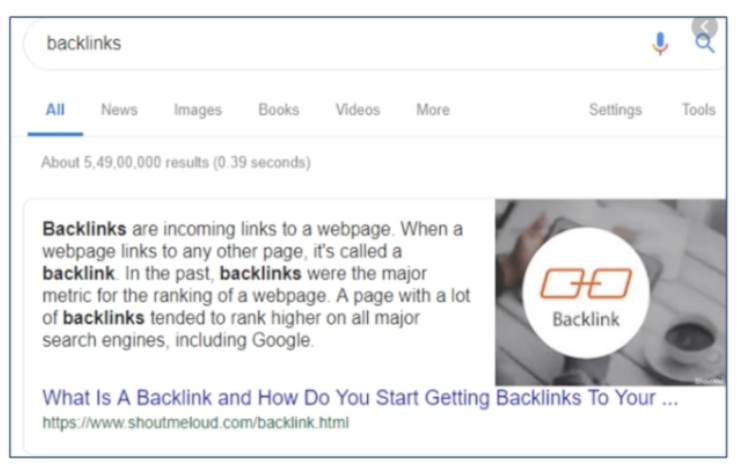 backlinks
All News Images Books Videos More Settings Tools
About 5,49,00,000 results (0.39 seconds)
Backlinks are incoming links to a webpage. When a
webpage links to any other page, it's called a
backlink. In the past, backlinks were the major
metric for the ranking of a webpage. A page with a lot
of backlinks tended to rank higher on all major
search engines, including Google.
Backlink
What Is A Backlink and How Do You Start Getting Backlinks To Your ...
https://www.shoutmeloud.com/backlink.html